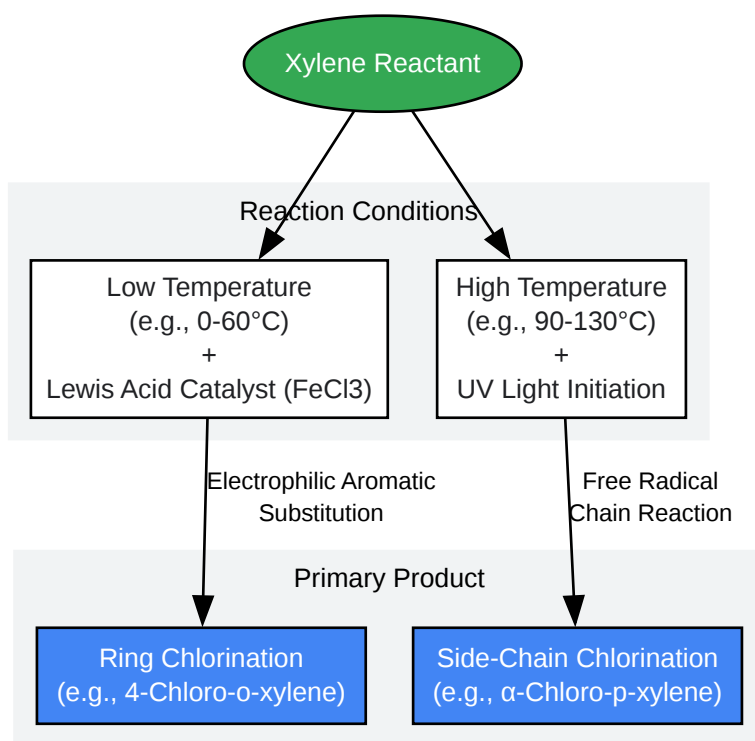 Xylene Reactant
Reaction Conditions
Low Temperature
(e.g., 0-60°C)
+
Lewis Acid Catalyst (FeCl3)
High Temperature
(e.g., 90-130°C)
+
UV Light Initiation
Electrophilic Aromatic
Substitution
Free Radical
Chain Reaction
Primary Product
Ring Chlorination
(e.g., 4-Chloro-o-xylene)
Side-Chain Chlorination
(e.g., α-Chloro-p-xylene)